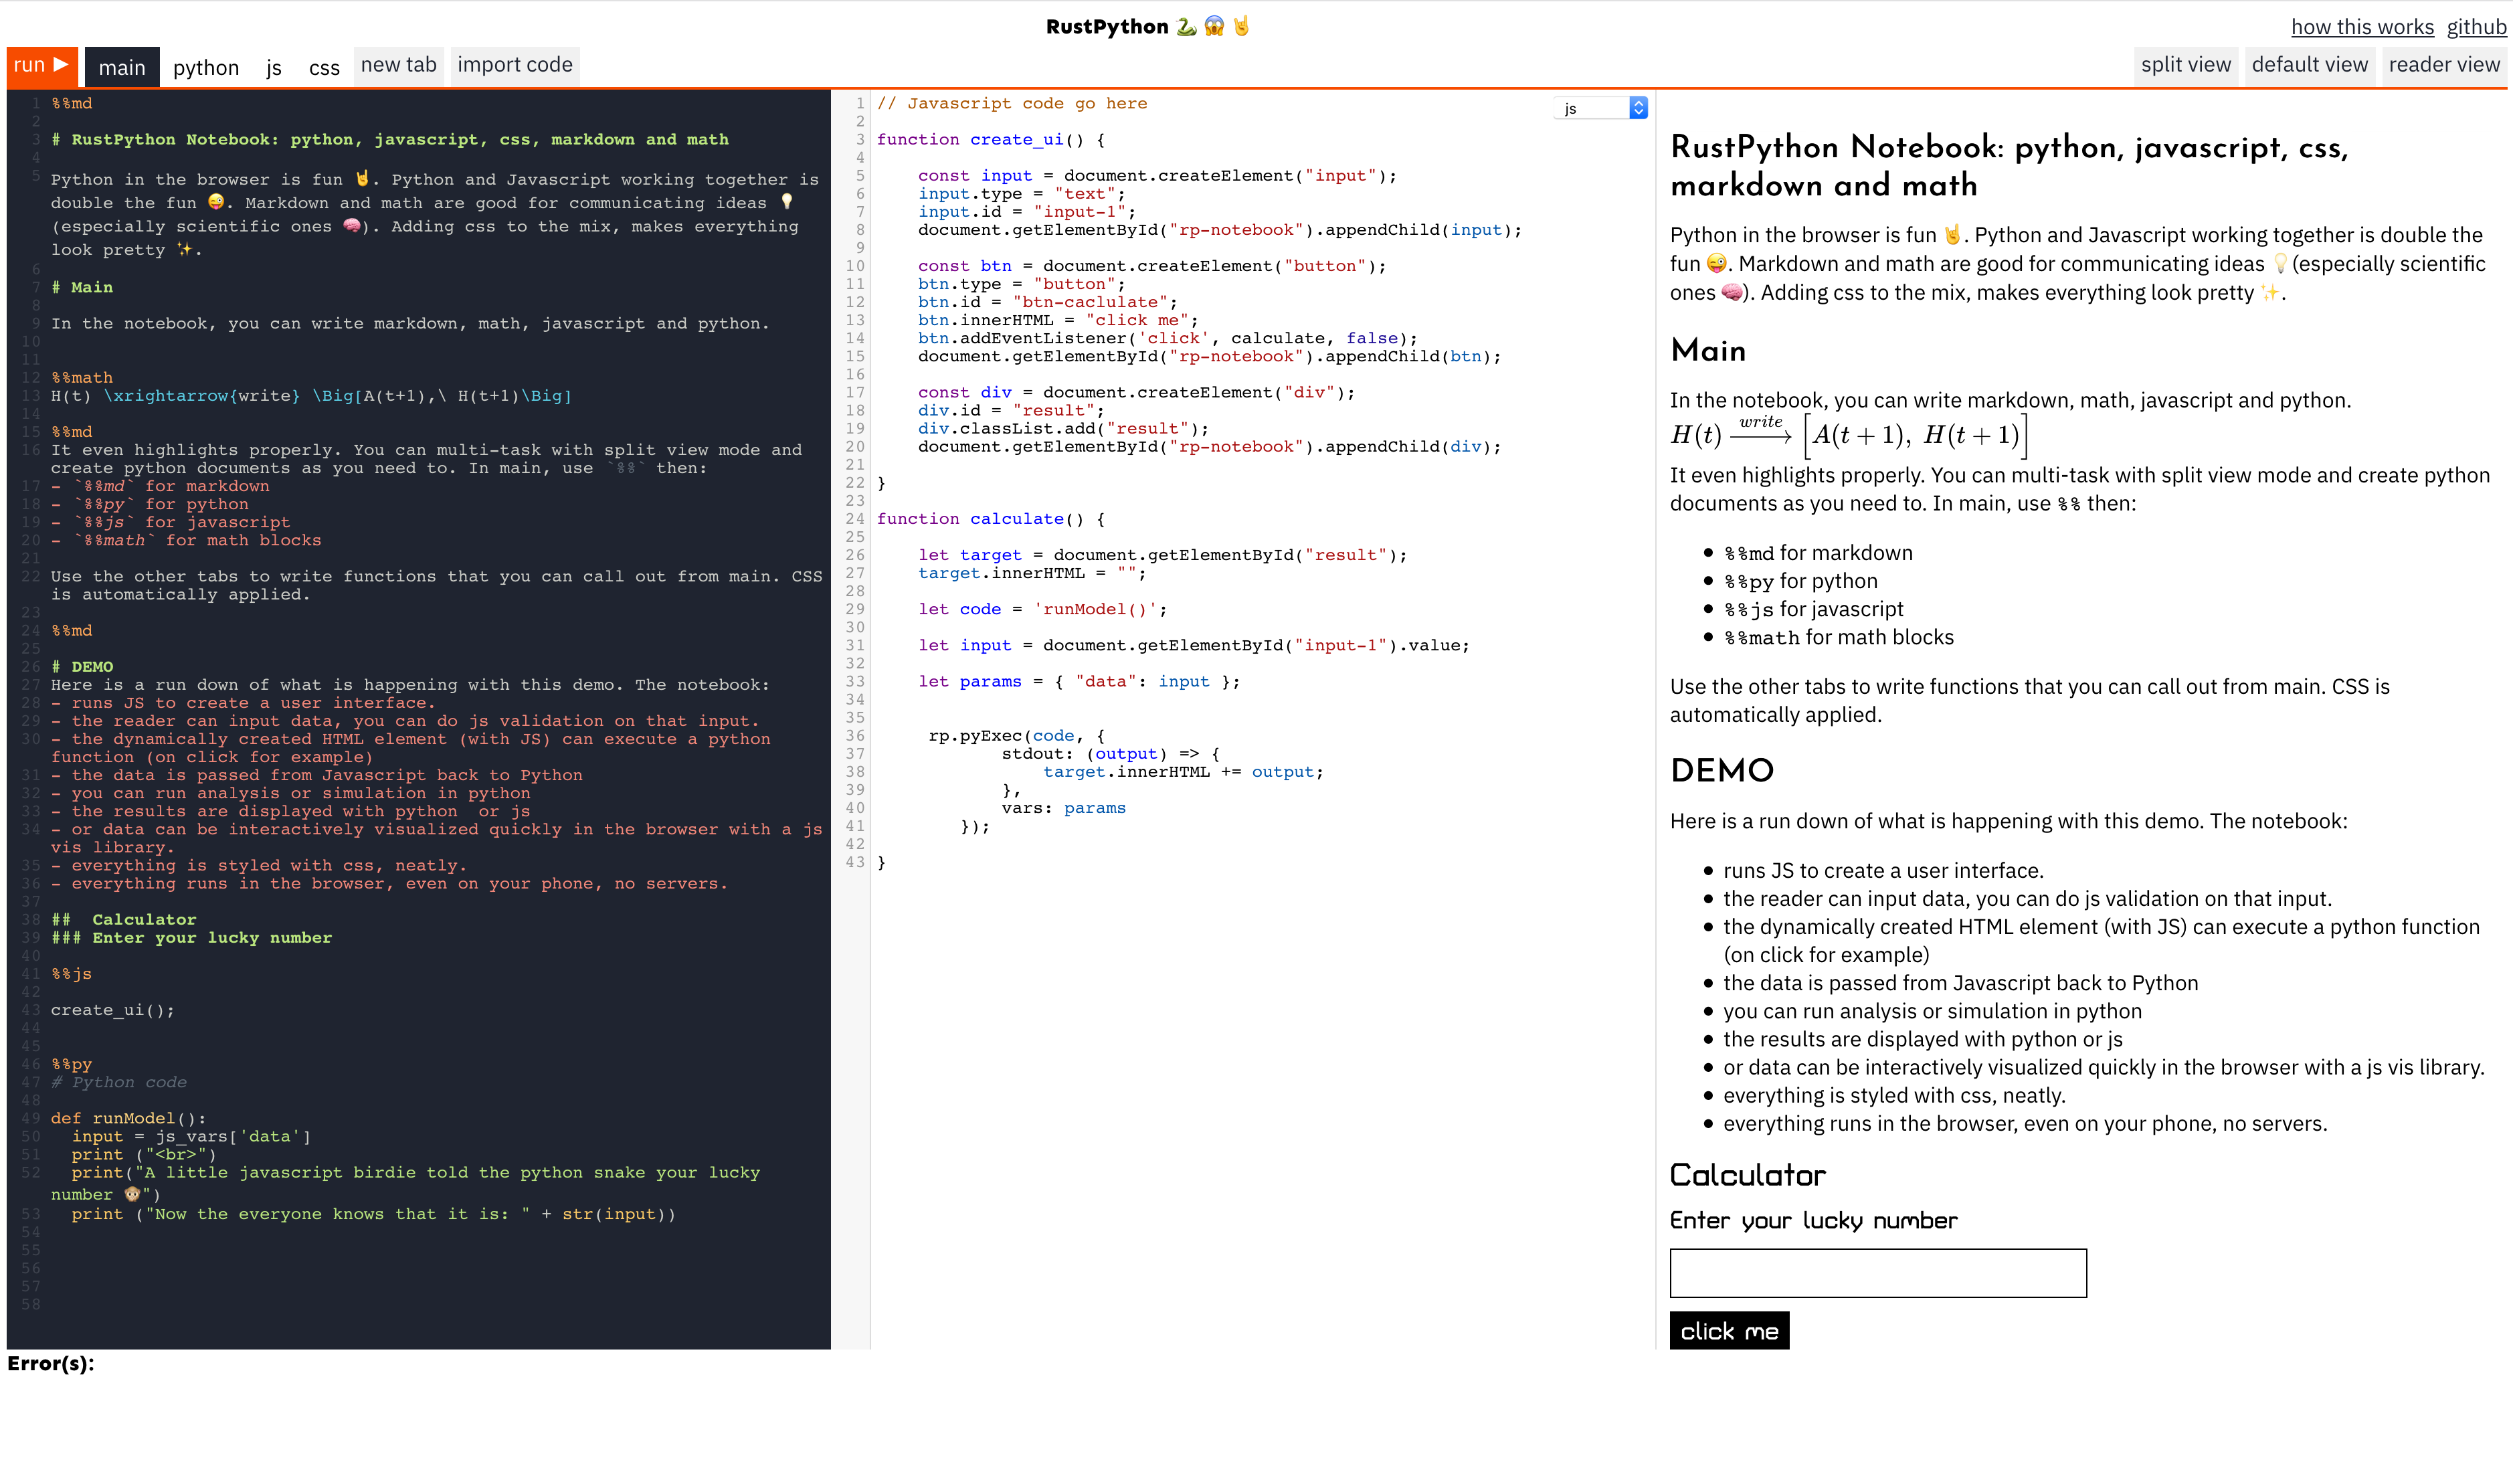 RustPython 🐍 😱 🤘
how this works github
run ▶ main python js css new tab import code
split view default view reader view
1 %%md
2
3 # RustPython Notebook: python, javascript, css, markdown and math
4
5 Python in the browser is fun 🤘. Python and Javascript working together is
double the fun 😜. Markdown and math are good for communicating ideas 💡
(especially scientific ones 🧠). Adding css to the mix, makes everything
look pretty ✨.
6
7 # Main
8
9 In the notebook, you can write markdown, math, javascript and python.
10
11
12 %%math
13 H(t) \xrightarrow{write} \Big[A(t+1),\ H(t+1)\Big]
14
15 %%md
16 It even highlights properly. You can multi-task with split view mode and
create python documents as you need to. In main, use `%%` then:
17 - `%%md` for markdown
18 - `%%py` for python
19 - `%%js` for javascript
20 - `%%math` for math blocks
21
22 Use the other tabs to write functions that you can call out from main. CSS
is automatically applied.
23
24 %%md
25
26 # DEMO
27 Here is a run down of what is happening with this demo. The notebook:
28 - runs JS to create a user interface.
29 - the reader can input data, you can do js validation on that input.
30 - the dynamically created HTML element (with JS) can execute a python
function (on click for example)
31 - the data is passed from Javascript back to Python
32 - you can run analysis or simulation in python
33 - the results are displayed with python  or js
34 - or data can be interactively visualized quickly in the browser with a js
vis library.
35 - everything is styled with css, neatly.
36 - everything runs in the browser, even on your phone, no servers.
37
38 ##  Calculator
39 ### Enter your lucky number
40
41 %%js
42
43 create_ui();
44
45
46 %%py
47 # Python code
48
49 def runModel():
50   input = js_vars['data']
51   print ("<br>")
52   print("A little javascript birdie told the python snake your lucky
number 🐵")
53   print ("Now the everyone knows that it is: " + str(input))
54
55
56
57
58
js
1 // Javascript code go here
2
3 function create_ui() {
4
5     const input = document.createElement("input");
6     input.type = "text";
7     input.id = "input-1";
8     document.getElementById("rp-notebook").appendChild(input);
9
10     const btn = document.createElement("button");
11     btn.type = "button";
12     btn.id = "btn-caclulate";
13     btn.innerHTML = "click me";
14     btn.addEventListener('click', calculate, false);
15     document.getElementById("rp-notebook").appendChild(btn);
16
17     const div = document.createElement("div");
18     div.id = "result";
19     div.classList.add("result");
20     document.getElementById("rp-notebook").appendChild(div);
21
22 }
23
24 function calculate() {
25
26     let target = document.getElementById("result");
27     target.innerHTML = "";
28
29     let code = 'runModel()';
30
31     let input = document.getElementById("input-1").value;
32
33     let params = { "data": input };
34
35
36      rp.pyExec(code, {
37             stdout: (output) => {
38                 target.innerHTML += output;
39             },
40             vars: params
41         });
42
43 }
RustPython Notebook: python, javascript, css,
markdown and math
Python in the browser is fun 🤘. Python and Javascript working together is double the
fun 😜. Markdown and math are good for communicating ideas 💡 (especially scientific
ones 🧠). Adding css to the mix, makes everything look pretty ✨.
Main
In the notebook, you can write markdown, math, javascript and python.
H(t) —write→ [A(t + 1), H(t + 1)]
It even highlights properly. You can multi-task with split view mode and create python
documents as you need to. In main, use %% then:
• %%md for markdown
• %%py for python
• %%js for javascript
• %%math for math blocks
Use the other tabs to write functions that you can call out from main. CSS is
automatically applied.
DEMO
Here is a run down of what is happening with this demo. The notebook:
• runs JS to create a user interface.
• the reader can input data, you can do js validation on that input.
• the dynamically created HTML element (with JS) can execute a python function
(on click for example)
• the data is passed from Javascript back to Python
• you can run analysis or simulation in python
• the results are displayed with python or js
• or data can be interactively visualized quickly in the browser with a js vis library.
• everything is styled with css, neatly.
• everything runs in the browser, even on your phone, no servers.
Calculator
Enter your lucky number
click me
Error(s):